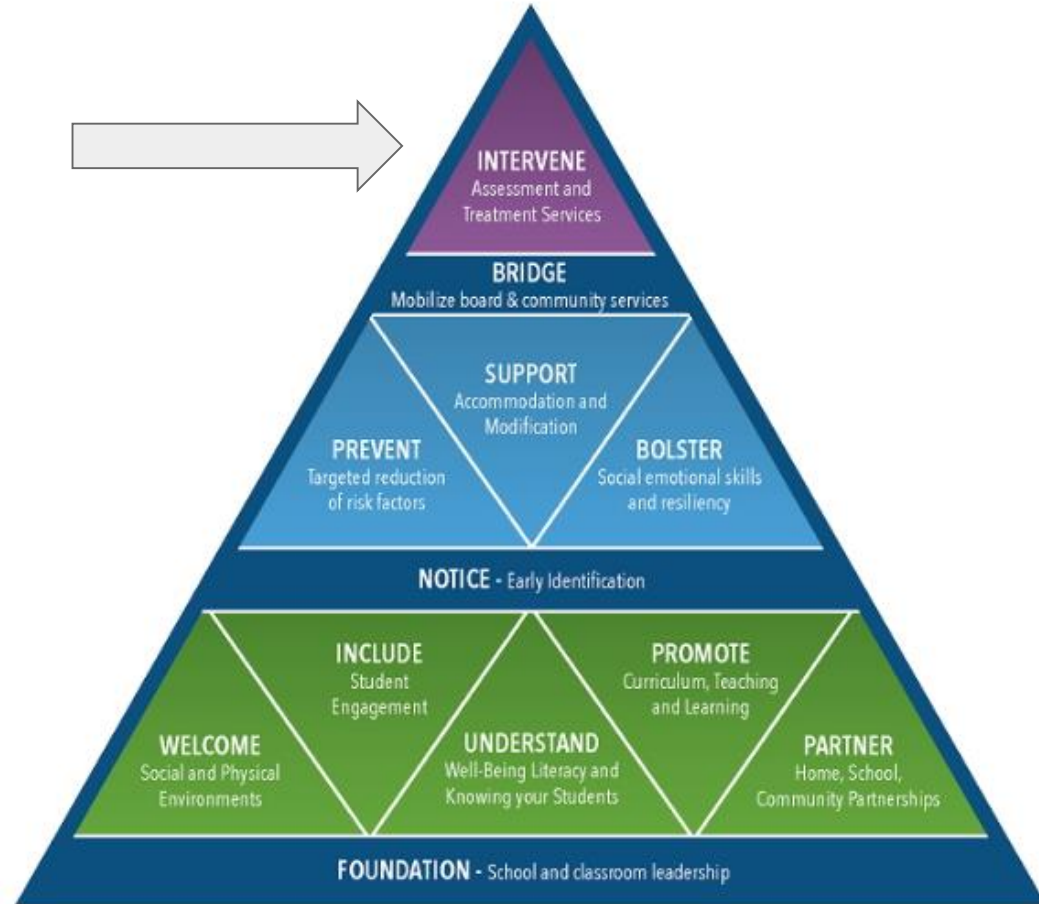 INTERVENE
Assessment and
Treatment Services
BRIDGE
Mobilize board & community services
SUPPORT
Accommodation and
Modification
PREVENT
Targeted reduction
of risk factors
BOLSTER
Social emotional skills
and resiliency
NOTICE - Early Identification
INCLUDE
Student
Engagement
PROMOTE
Curriculum, Teaching
and Learning
WELCOME
Social and Physical
Environments
UNDERSTAND
Well-Being Literacy and
Knowing your Students
PARTNER
Home, School,
Community Partnerships
FOUNDATION - School and classroom leadership